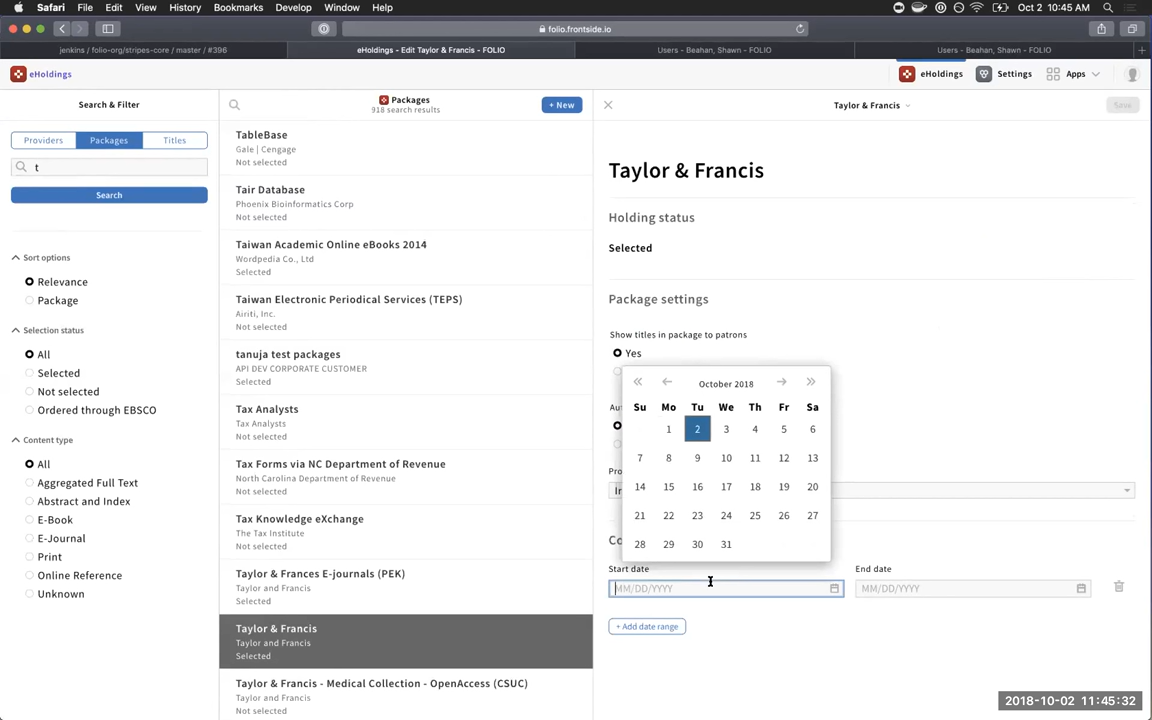 Safari File Edit View History Bookmarks Develop Window Help
Oct 2 10:45 AM
folio.frontside.io
jenkins / folio-org/stripes-core / master / #396
eHoldings - Edit Taylor & Francis - FOLIO
Users - Beahan, Shawn - FOLIO
Users - Beahan, Shawn - FOLIO
eHoldings
eHoldings
Settings
Apps
Search & Filter
Providers Packages Titles
t
Search
Sort options
Relevance
Package
Selection status
All
Selected
Not selected
Ordered through EBSCO
Content type
All
Aggregated Full Text
Abstract and Index
E-Book
E-Journal
Print
Online Reference
Unknown
Packages
918 search results
+ New
TableBase
Gale | Cengage
Not selected
Tair Database
Phoenix Bioinformatics Corp
Not selected
Taiwan Academic Online eBooks 2014
Wordpedia Co., Ltd
Selected
Taiwan Electronic Periodical Services (TEPS)
Airiti, Inc.
Not selected
tanuja test packages
API DEV CORPORATE CUSTOMER
Selected
Tax Analysts
Tax Analysts
Not selected
Tax Forms via NC Department of Revenue
North Carolina Department of Revenue
Not selected
Tax Knowledge eXchange
The Tax Institute
Not selected
Taylor & Frances E-journals (PEK)
Taylor and Francis
Selected
Taylor & Francis
Taylor and Francis
Selected
Taylor & Francis - Medical Collection - OpenAccess (CSUC)
Taylor and Francis
Not selected
Taylor & Francis
Save
Taylor & Francis
Holding status
Selected
Package settings
Show titles in package to patrons
Yes
October 2018
Su Mo Tu We Th Fr Sa
1 2 3 4 5 6
7 8 9 10 11 12 13
14 15 16 17 18 19 20
21 22 23 24 25 26 27
28 29 30 31
Start date
MM/DD/YYYY
End date
MM/DD/YYYY
+ Add date range
2018-10-02 11:45:32